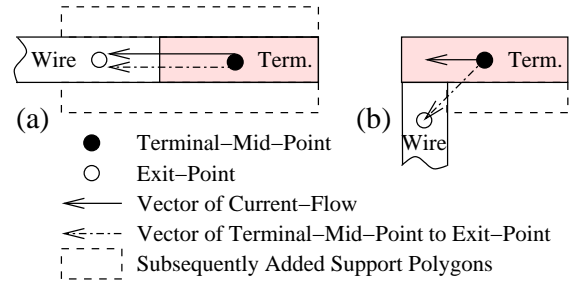 Wire Term.
Term.
Wire
(a) (b)
Terminal−Mid−Point
Exit−Point
Vector of Current−Flow
Vector of Terminal−Mid−Point to Exit−Point
Subsequently Added Support Polygons